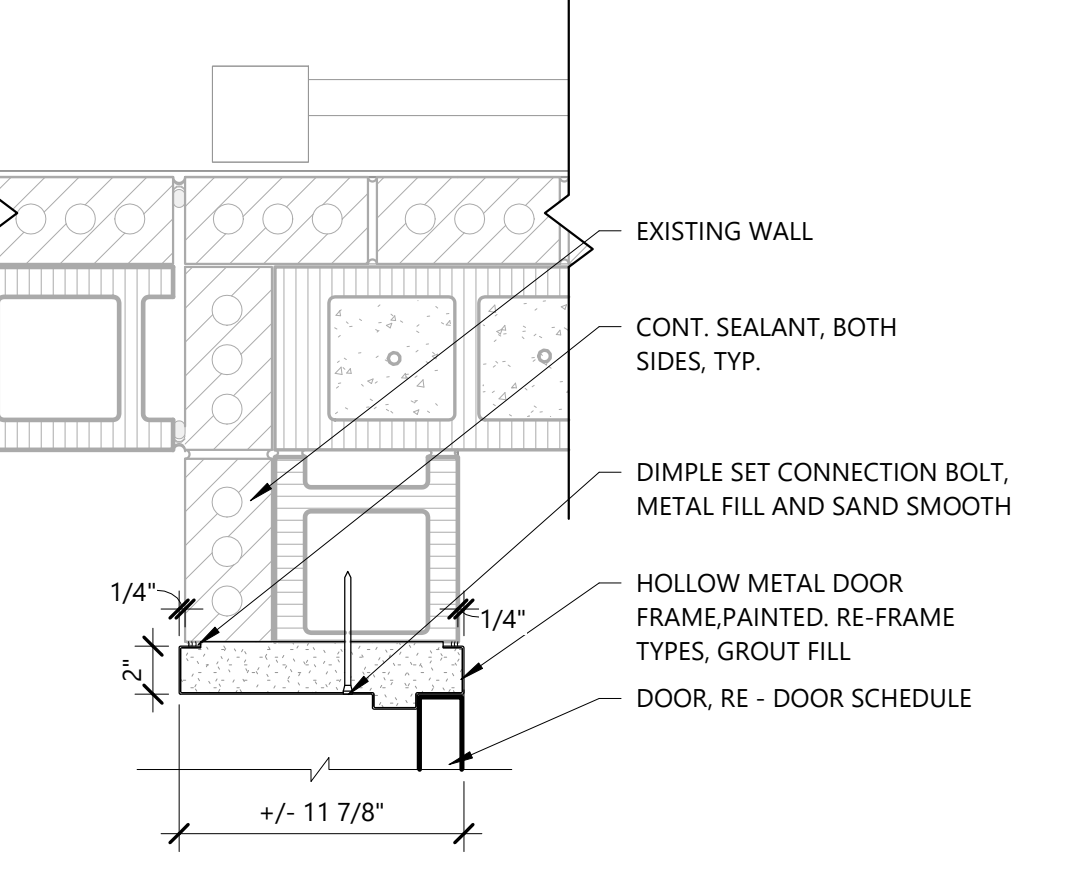 EXISTING WALL
CONT. SEALANT, BOTH
SIDES, TYP.
DIMPLE SET CONNECTION BOLT,
METAL FILL AND SAND SMOOTH
HOLLOW METAL DOOR
FRAME,PAINTED. RE-FRAME
TYPES, GROUT FILL
DOOR, RE - DOOR SCHEDULE
1/4"
1/4"
2"
+/- 11 7/8"